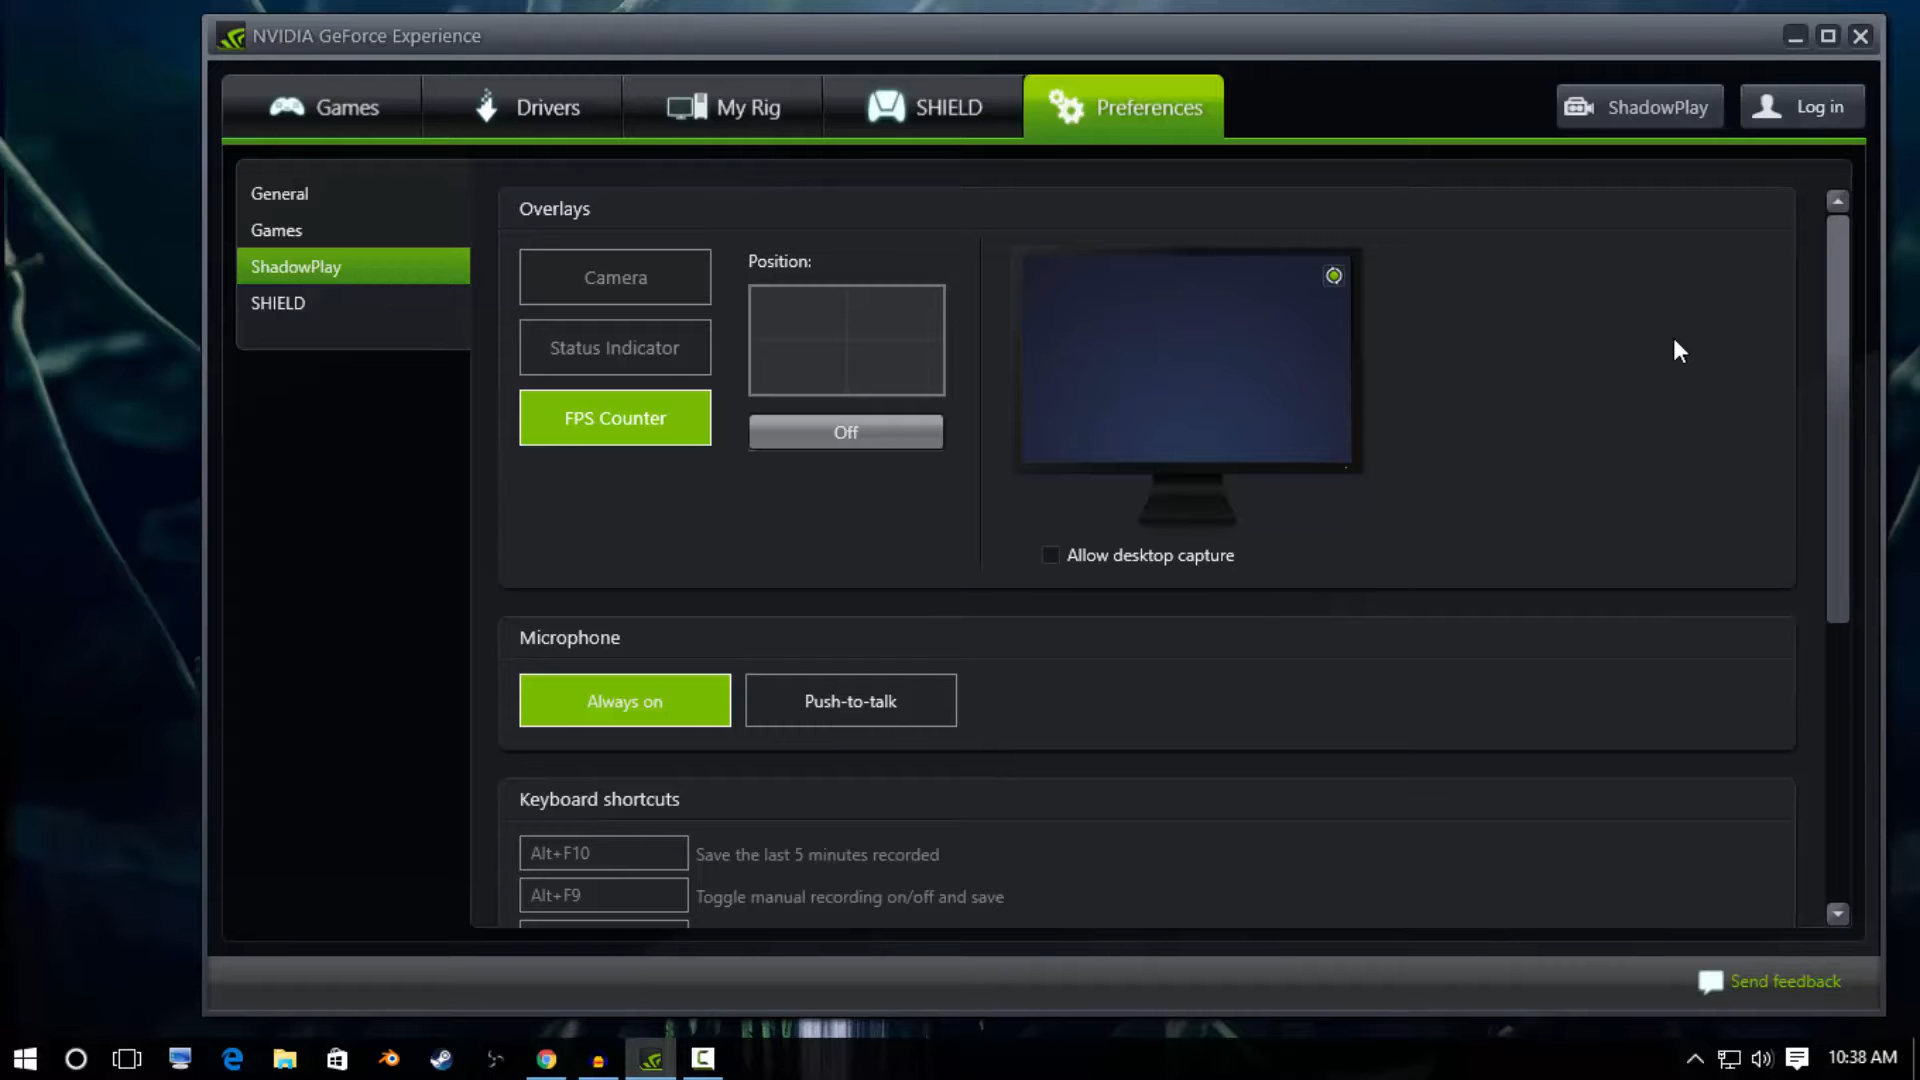 NVIDIA GeForce Experience
Games
Drivers
My Rig
SHIELD
Preferences
ShadowPlay
Log in
General
Games
ShadowPlay
SHIELD
Overlays
Camera
Status Indicator
FPS Counter
Position:
Off
Allow desktop capture
Microphone
Always on
Push-to-talk
Keyboard shortcuts
Alt+F10 Save the last 5 minutes recorded
Alt+F9 Toggle manual recording on/off and save
Send feedback
10:38 AM